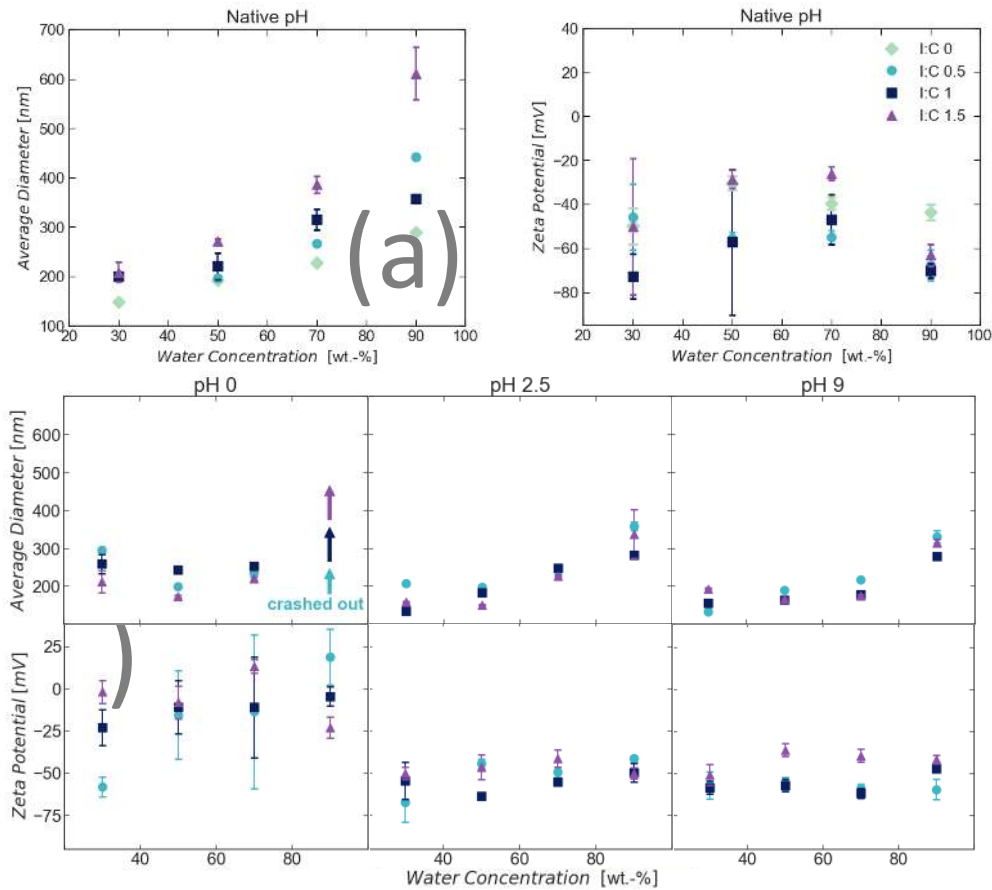 Native pH
700
600
500
400
300
200
100
Average Diameter [nm]
20 30 40 50 60 70 80 90 100
Water Concentration [wt.-%]
(a)
Native pH
40
20
0
−20
−40
−60
−80
Zeta Potential [mV]
20 30 40 50 60 70 80 90 100
Water Concentration [wt.-%]
I:C 0
I:C 0.5
I:C 1
I:C 1.5
pH 0 pH 2.5 pH 9
600
500
400
300
200
Average Diameter [nm]
crashed out
25
0
−25
−50
−75
Zeta Potential [mV]
)
40 60 80 40 60 80 40 60 80
Water Concentration [wt.-%]